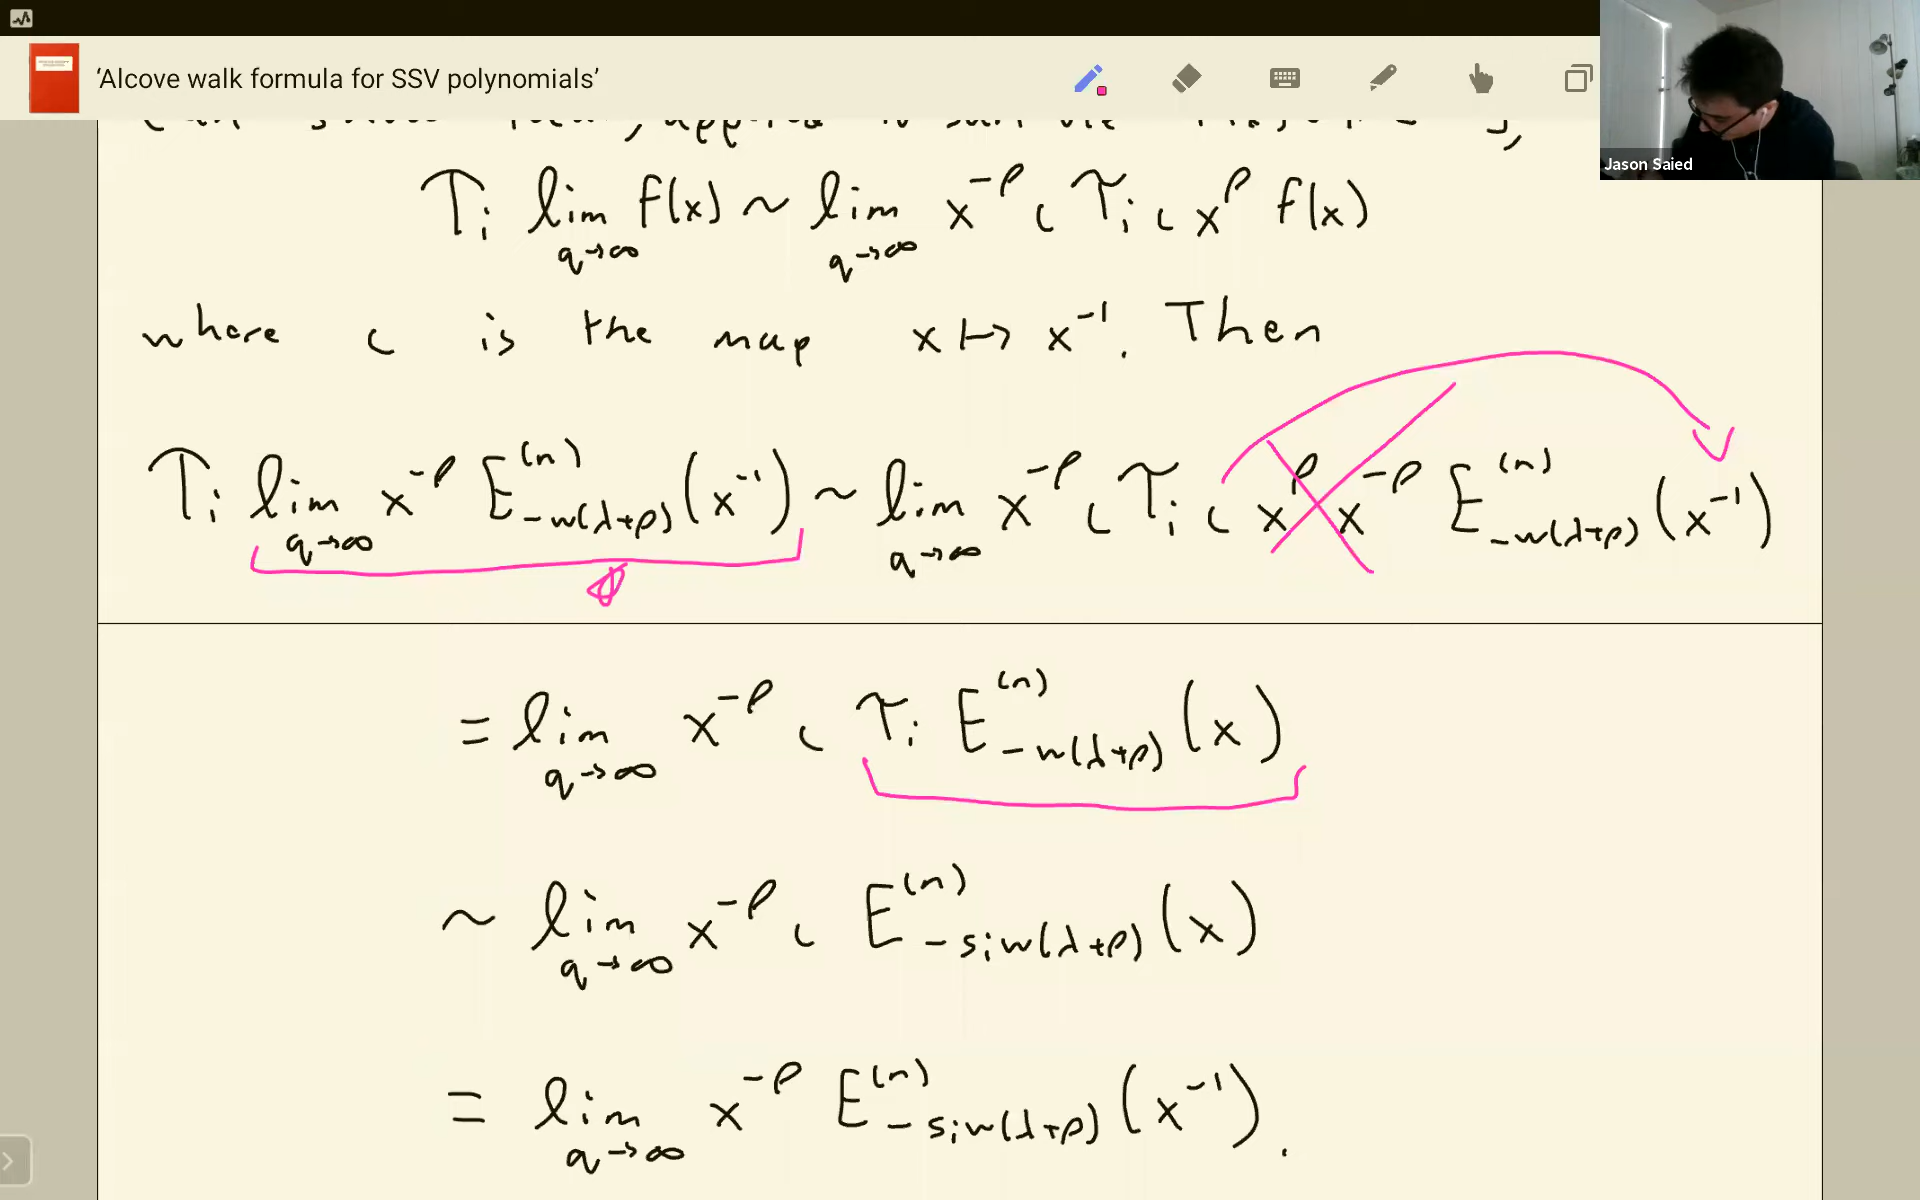 'Alcove walk formula for SSV polynomials'
Jason Saied
T_i lim_{q→∞} f(x) ~ lim_{q→∞} x^{-ρ} ι 𝒯_i ι x^ρ f(x)
where ι is the map x ↦ x^{-1}. Then
T_i lim_{q→∞} x^{-ρ} E^{(n)}_{-w(λ+ρ)}(x^{-1}) ~ lim_{q→∞} x^{-ρ} ι 𝒯_i ι x^ρ x^{-ρ} E^{(n)}_{-w(λ+ρ)}(x^{-1})
= lim_{q→∞} x^{-ρ} ι 𝒯_i E^{(n)}_{-w(λ+ρ)}(x)
~ lim_{q→∞} x^{-ρ} ι E^{(n)}_{-s_i w(λ+ρ)}(x)
= lim_{q→∞} x^{-ρ} E^{(n)}_{-s_i w(λ+ρ)}(x^{-1}).